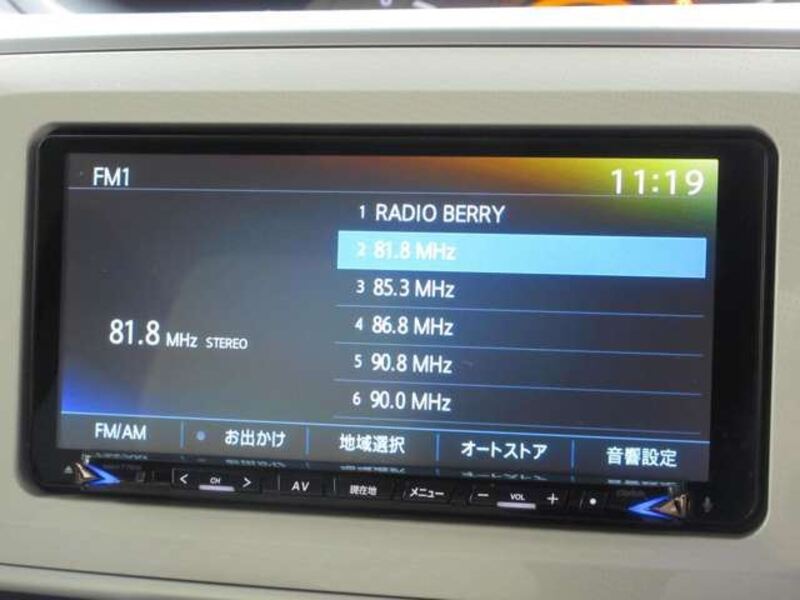 FM1
11:19
1 RADIO BERRY
2 81.8 MHz
3 85.3 MHz
4 86.8 MHz
5 90.8 MHz
6 90.0 MHz
81.8 MHz STEREO
FM/AM
お出かけ
地域選択
オートストア
音響設定
< CH >
AV
現在地
メニュー
− VOL +